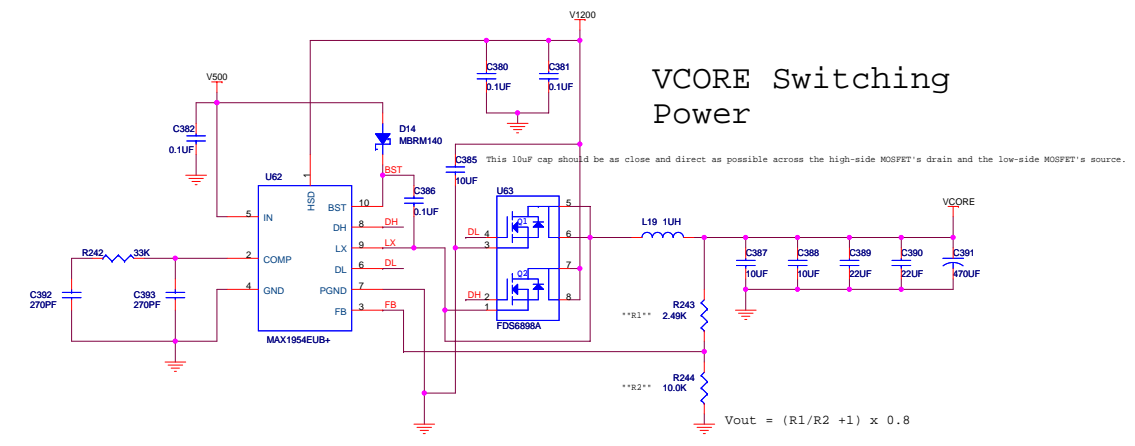 V1200
VCORE Switching
Power
C380
0.1UF
C381
0.1UF
V500
C382
0.1UF
D14
MBRM140
This 10uF cap should be as close and direct as possible across the high-side MOSFET's drain and the low-side MOSFET's source.
C385
10UF
BST
C386
0.1UF
U62
1
HSD
5 IN
BST 10
DH 8 DH
2 COMP
LX 9 LX
DL 6 DL
4 GND
PGND 7
FB 3 FB
MAX1954EUB+
R242 33K
C392
270PF
C393
270PF
U63
Q1
DL 4
3
5
6
Q2
DH 2
1
7
8
FDS6898A
L19 1UH
VCORE
C387
10UF
C388
10UF
C389
22UF
C390
22UF
C391
470UF
R243
""R1"" 2.49K
R244
""R2"" 10.0K
Vout = (R1/R2 +1) x 0.8